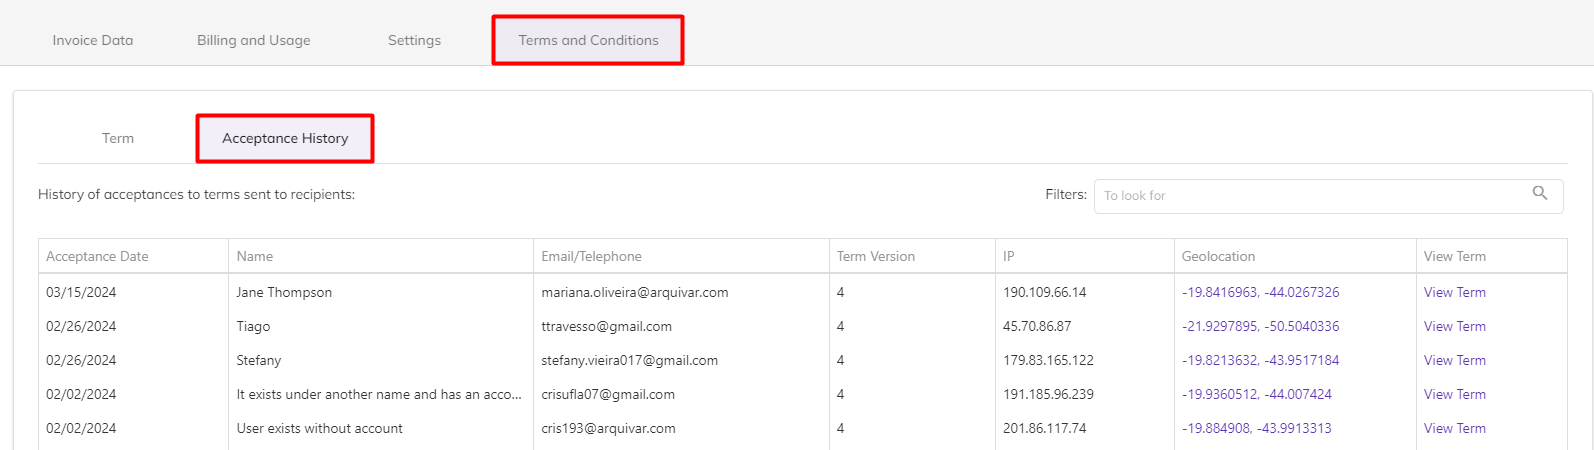 Invoice Data Billing and Usage Settings Terms and Conditions
Term Acceptance History
History of acceptances to terms sent to recipients: Filters: To look for
Acceptance Date Name Email/Telephone Term Version IP Geolocation View Term
03/15/2024 Jane Thompson mariana.oliveira@arquivar.com 4 190.109.66.14 -19.8416963, -44.0267326 View Term
02/26/2024 Tiago ttravesso@gmail.com 4 45.70.86.87 -21.9297895, -50.5040336 View Term
02/26/2024 Stefany stefany.vieira017@gmail.com 4 179.83.165.122 -19.8213632, -43.9517184 View Term
02/02/2024 It exists under another name and has an acco... crisufla07@gmail.com 4 191.185.96.239 -19.9360512, -44.007424 View Term
02/02/2024 User exists without account cris193@arquivar.com 4 201.86.117.74 -19.884908, -43.9913313 View Term